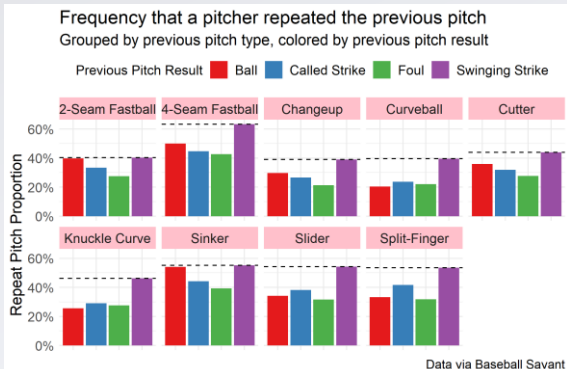 Frequency that a pitcher repeated the previous pitch
Grouped by previous pitch type, colored by previous pitch result
Previous Pitch Result Ball Called Strike Foul Swinging Strike
2-Seam Fastball 4-Seam Fastball Changeup Curveball Cutter
60%
40%
20%
0%
Knuckle Curve Sinker Slider Split-Finger
60%
40%
20%
0%
Repeat Pitch Proportion
Data via Baseball Savant